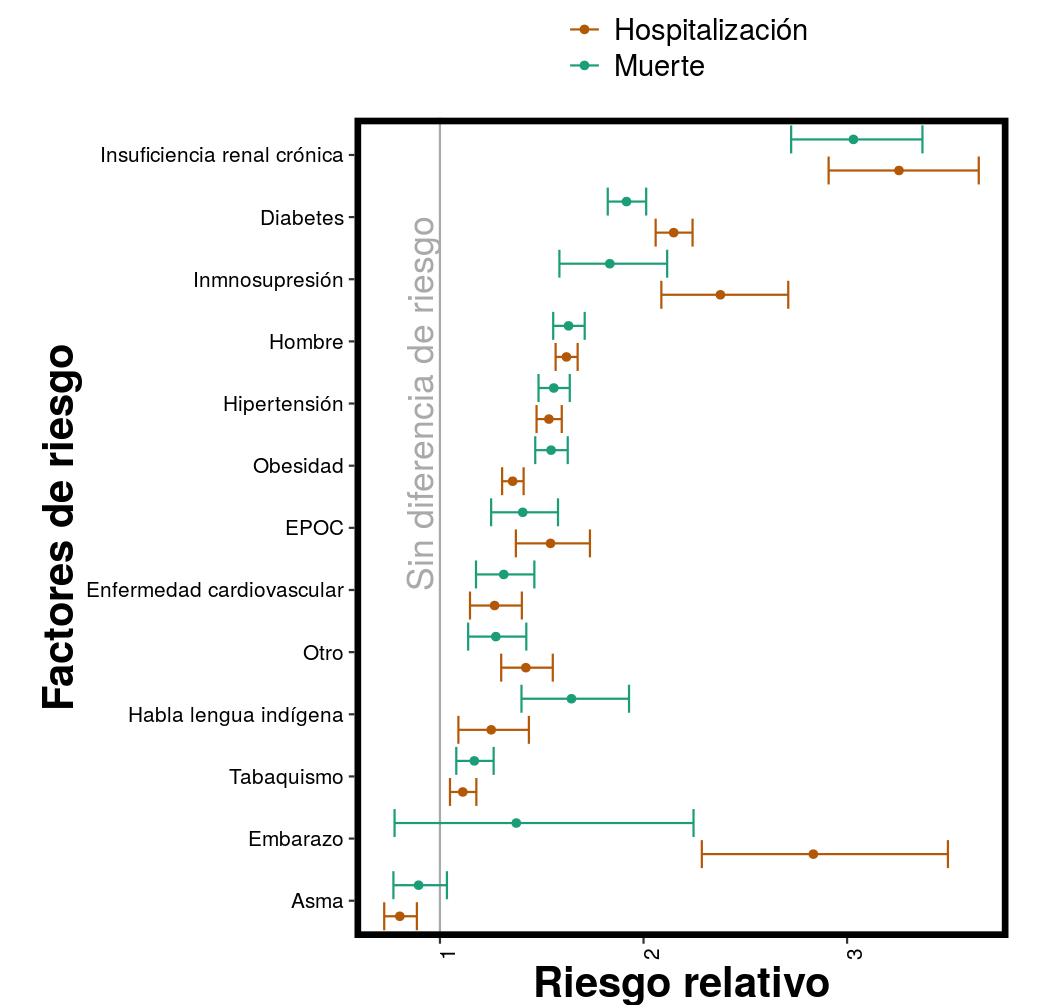 Hospitalización
Muerte
Factores de riesgo
Insuficiencia renal crónica
Diabetes
Inmnosupresión
Hombre
Hipertensión
Obesidad
EPOC
Enfermedad cardiovascular
Otro
Habla lengua indígena
Tabaquismo
Embarazo
Asma
Sin diferencia de riesgo
1
2
3
Riesgo relativo